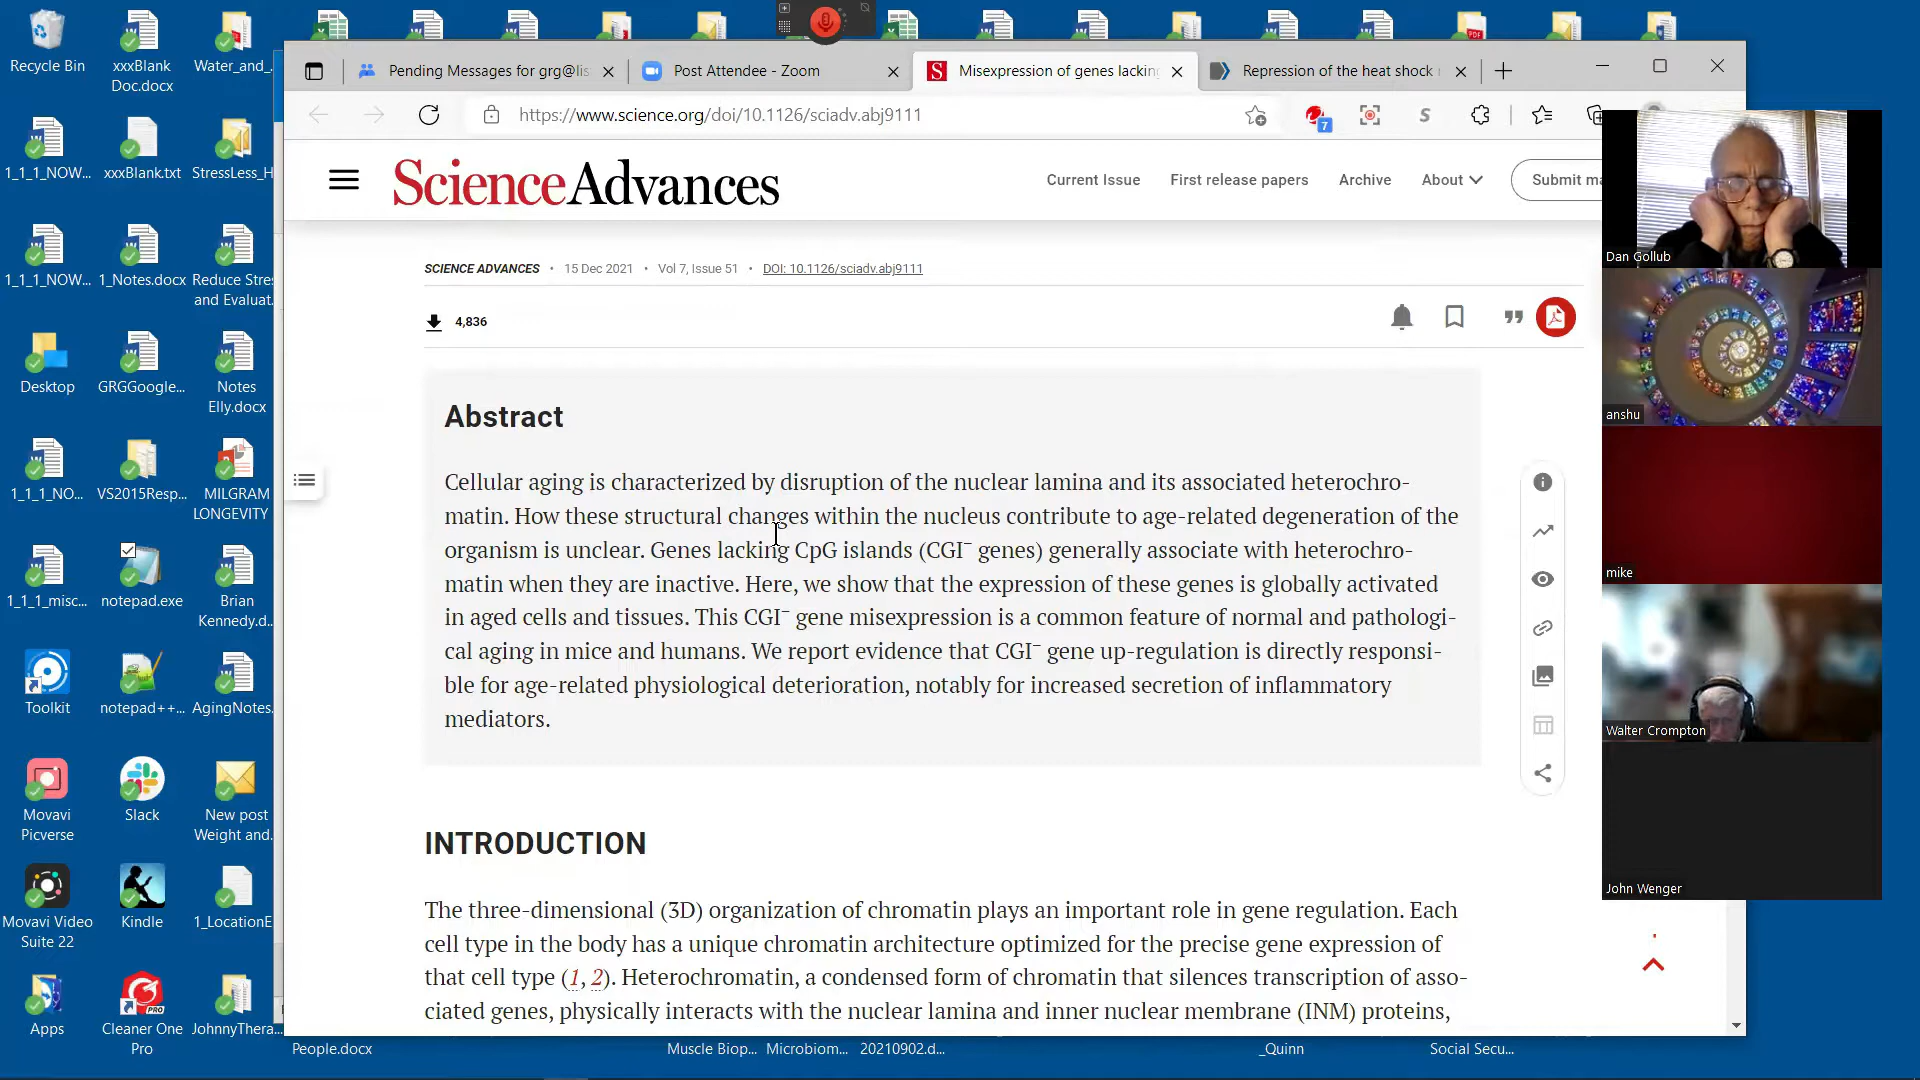 Recycle Bin
xxxBlank
Doc.docx
Water_and_...
1_1_1_NOW...
xxxBlank.txt
StressLess_H
1_1_1_NOW...
1_Notes.docx
Reduce Stre
and Evaluat...
Desktop
GRGGoogle...
Notes
Elly.docx
1_1_1_NO...
VS2015Resp...
MILGRAM
LONGEVITY
1_1_1_misc...
notepad.exe
Brian
Kennedy.d...
Toolkit
notepad++...
AgingNotes.
Movavi
Picverse
Slack
New post
Weight and...
Movavi Video
Suite 22
Kindle
1_LocationE
Apps
Cleaner One
Pro
JohnnyThera...
People.docx
Muscle Biop...
Microbiom...
20210902.d...
_Quinn
Social Secu...
Pending Messages for grg@lis
Post Attendee - Zoom
Misexpression of genes lacking
Repression of the heat shock
https://www.science.org/doi/10.1126/sciadv.abj9111
7
ScienceAdvances
Current Issue
First release papers
Archive
About
Submit ma
SCIENCE ADVANCES · 15 Dec 2021 · Vol 7, Issue 51 · DOI: 10.1126/sciadv.abj9111
4,836
Abstract
Cellular aging is characterized by disruption of the nuclear lamina and its associated heterochro-
matin. How these structural changes within the nucleus contribute to age-related degeneration of the
organism is unclear. Genes lacking CpG islands (CGI⁻ genes) generally associate with heterochro-
matin when they are inactive. Here, we show that the expression of these genes is globally activated
in aged cells and tissues. This CGI⁻ gene misexpression is a common feature of normal and pathologi-
cal aging in mice and humans. We report evidence that CGI⁻ gene up-regulation is directly responsi-
ble for age-related physiological deterioration, notably for increased secretion of inflammatory
mediators.
INTRODUCTION
The three-dimensional (3D) organization of chromatin plays an important role in gene regulation. Each
cell type in the body has a unique chromatin architecture optimized for the precise gene expression of
that cell type (1, 2). Heterochromatin, a condensed form of chromatin that silences transcription of asso-
ciated genes, physically interacts with the nuclear lamina and inner nuclear membrane (INM) proteins,
Dan Gollub
anshu
mike
Walter Crompton
John Wenger